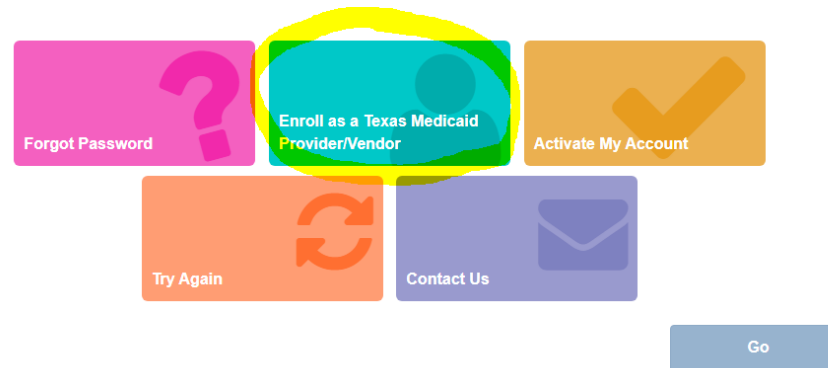 Forgot Password
Enroll as a Texas Medicaid
Provider/Vendor
Activate My Account
Try Again
Contact Us
Go